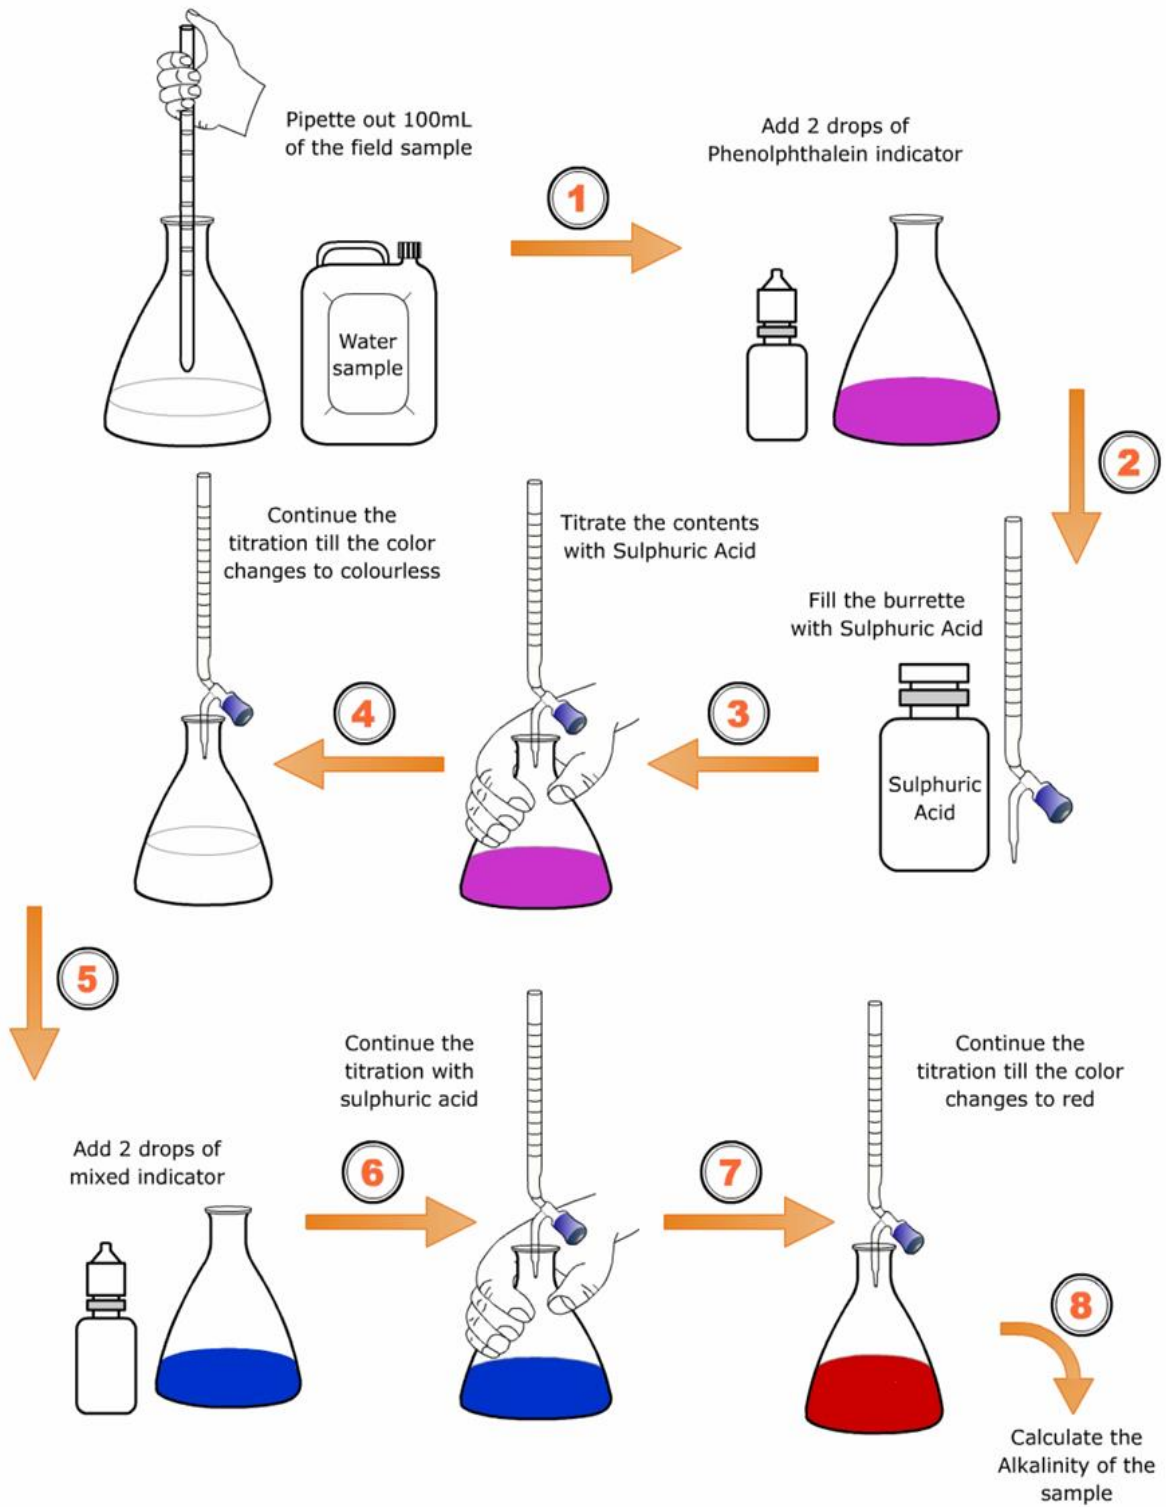 Pipette out 100mL
of the field sample
Water
sample
1
Add 2 drops of
Phenolphthalein indicator
2
Fill the burrette
with Sulphuric Acid
Sulphuric
Acid
3
Titrate the contents
with Sulphuric Acid
4
Continue the
titration till the color
changes to colourless
5
Add 2 drops of
mixed indicator
6
Continue the
titration with
sulphuric acid
7
Continue the
titration till the color
changes to red
8
Calculate the
Alkalinity of the
sample